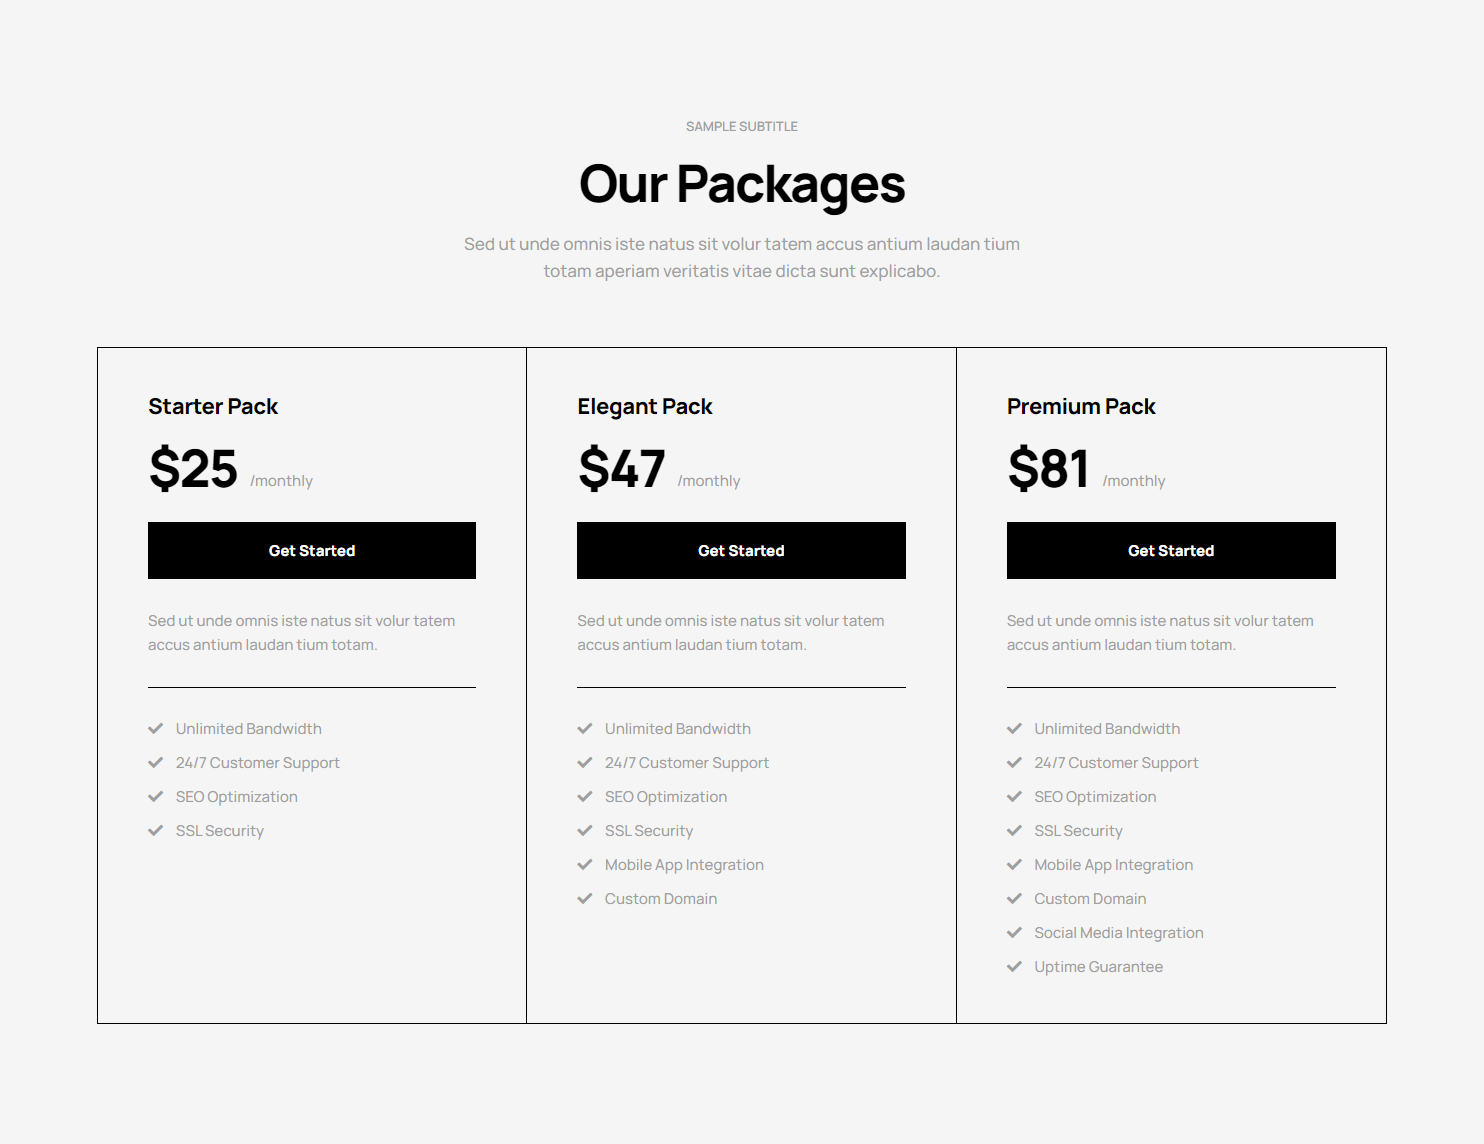 SAMPLE SUBTITLE
Our Packages
Sed ut unde omnis iste natus sit volur tatem accus antium laudan tium
totam aperiam veritatis vitae dicta sunt explicabo.
Starter Pack
$25 /monthly
Get Started
Sed ut unde omnis iste natus sit volur tatem
accus antium laudan tium totam.
Unlimited Bandwidth
24/7 Customer Support
SEO Optimization
SSL Security
Elegant Pack
$47 /monthly
Get Started
Sed ut unde omnis iste natus sit volur tatem
accus antium laudan tium totam.
Unlimited Bandwidth
24/7 Customer Support
SEO Optimization
SSL Security
Mobile App Integration
Custom Domain
Premium Pack
$81 /monthly
Get Started
Sed ut unde omnis iste natus sit volur tatem
accus antium laudan tium totam.
Unlimited Bandwidth
24/7 Customer Support
SEO Optimization
SSL Security
Mobile App Integration
Custom Domain
Social Media Integration
Uptime Guarantee